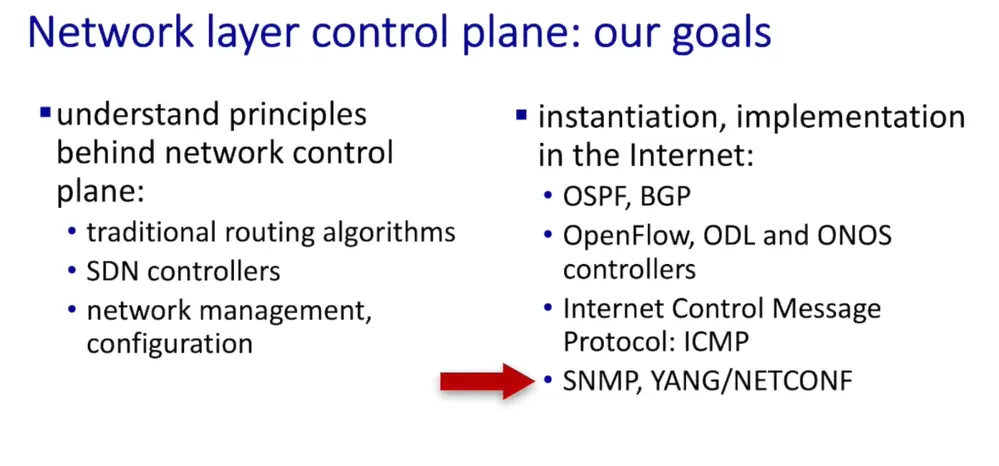 Network layer control plane: our goals
▪ understand principles
behind network control
plane:
• traditional routing algorithms
• SDN controllers
• network management,
configuration
▪ instantiation, implementation
in the Internet:
• OSPF, BGP
• OpenFlow, ODL and ONOS
controllers
• Internet Control Message
Protocol: ICMP
• SNMP, YANG/NETCONF